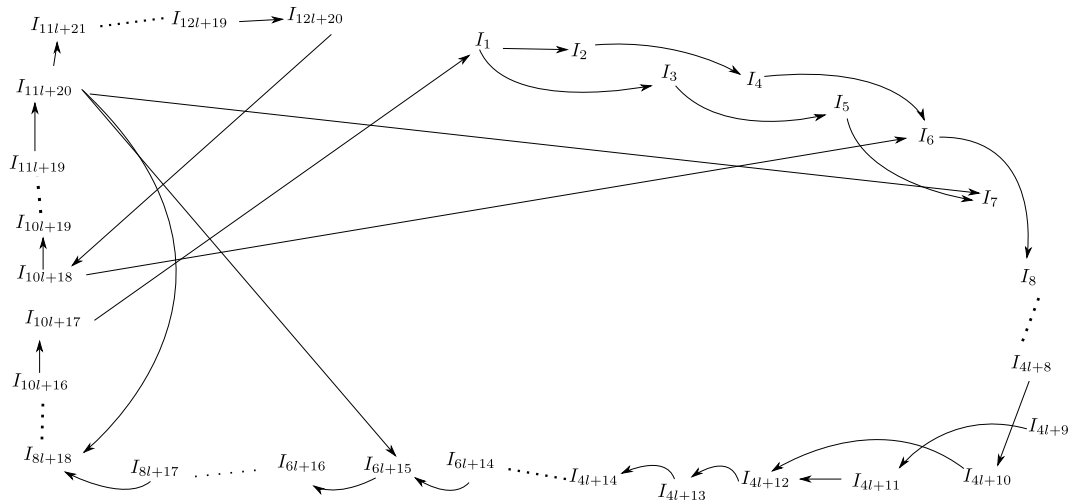 I_{11l+21}
I_{12l+19}
I_{12l+20}
I_1
I_2
I_3
I_4
I_5
I_6
I_7
I_8
I_{11l+20}
I_{11l+19}
I_{10l+19}
I_{10l+18}
I_{10l+17}
I_{10l+16}
I_{8l+18}
I_{8l+17}
I_{6l+16}
I_{6l+15}
I_{6l+14}
I_{4l+14}
I_{4l+13}
I_{4l+12}
I_{4l+11}
I_{4l+10}
I_{4l+9}
I_{4l+8}